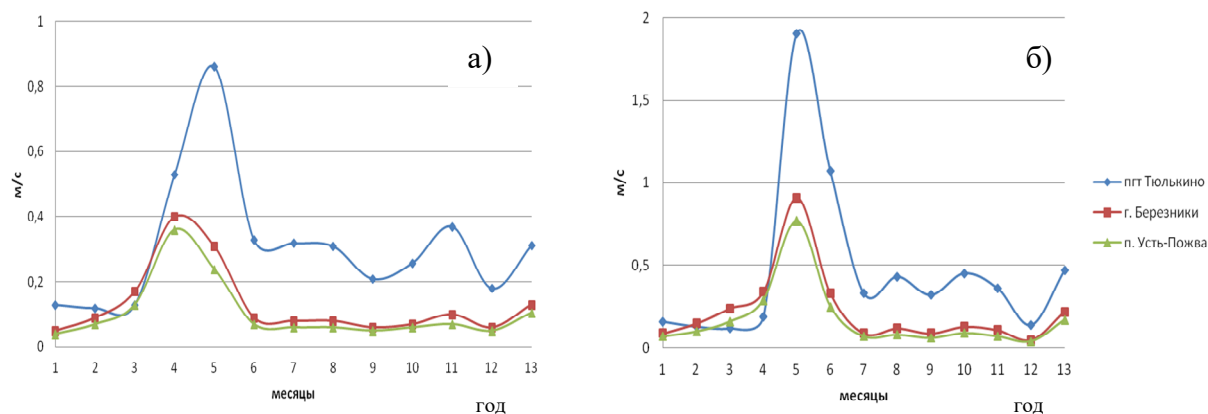 а)
1
0,8
0,6
0,4
0,2
0
м/с
1 2 3 4 5 6 7 8 9 10 11 12 13
месяцы
год
б)
2
1,5
1
0,5
0
м/с
1 2 3 4 5 6 7 8 9 10 11 12 13
месяцы
год
пгт Тюлькино
г. Березники
п. Усть-Пожва